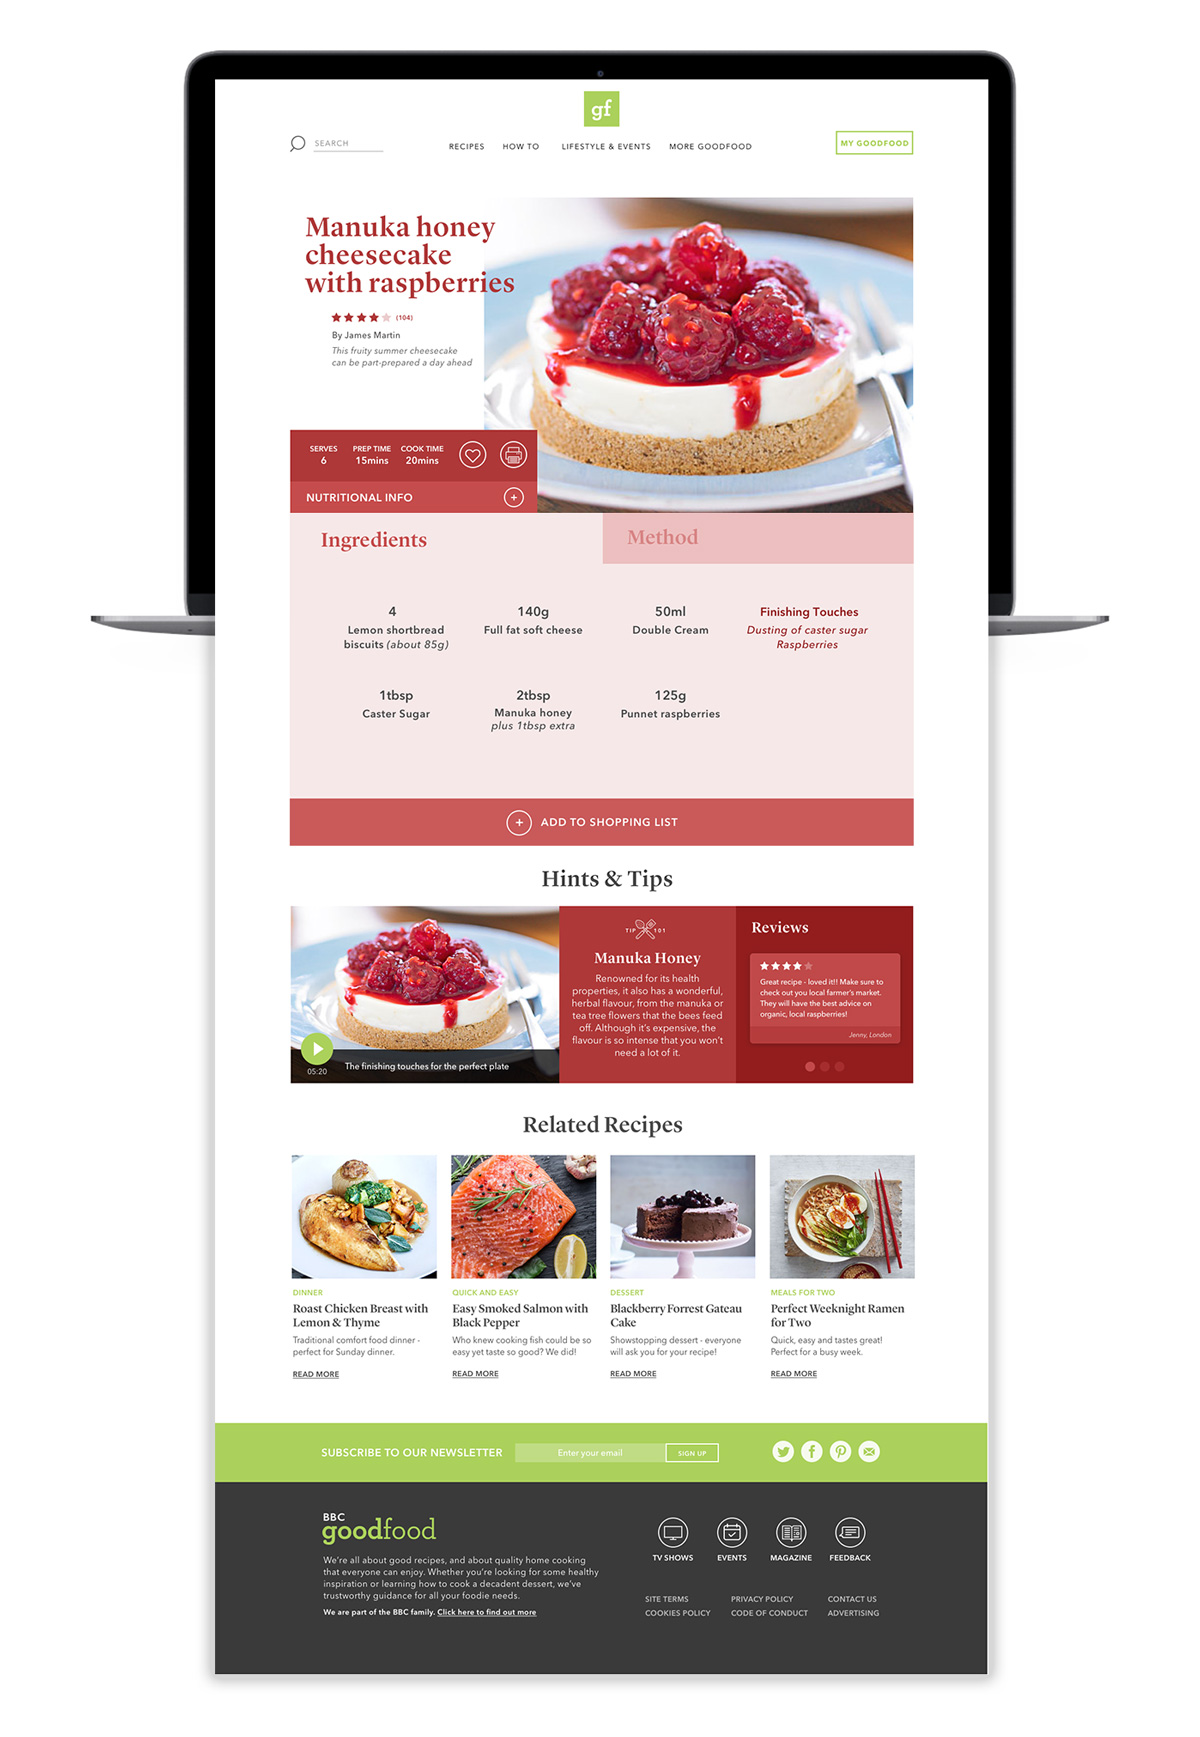 gf
SEARCH
RECIPES
HOW TO
LIFESTYLE & EVENTS
MORE GOODFOOD
MY GOODFOOD
Manuka honey
cheesecake
with raspberries
(104)
By James Martin
This fruity summer cheesecake
can be part-prepared a day ahead
SERVES
6
PREP TIME
15mins
COOK TIME
20mins
NUTRITIONAL INFO
Ingredients
Method
4
Lemon shortbread
biscuits (about 85g)
140g
Full fat soft cheese
50ml
Double Cream
Finishing Touches
Dusting of caster sugar
Raspberries
1tbsp
Caster Sugar
2tbsp
Manuka honey
plus 1tbsp extra
125g
Punnet raspberries
ADD TO SHOPPING LIST
Hints & Tips
05:20
The finishing touches for the perfect plate
TIP 101
Manuka Honey
Renowned for its health
properties, it also has a wonderful,
herbal flavour, from the manuka or
tea tree flowers that the bees feed
off. Although it's expensive, the
flavour is so intense that you won't
need a lot of it.
Reviews
Great recipe - loved it!! Make sure to
check out you local farmer's market.
They will have the best advice on
organic, local raspberries!
Jenny, London
Related Recipes
DINNER
Roast Chicken Breast with
Lemon & Thyme
Traditional comfort food dinner -
perfect for Sunday dinner.
READ MORE
QUICK AND EASY
Easy Smoked Salmon with
Black Pepper
Who knew cooking fish could be so
easy yet taste so good? We did!
READ MORE
DESSERT
Blackberry Forrest Gateau
Cake
Showstopping dessert - everyone
will ask you for your recipe!
READ MORE
MEALS FOR TWO
Perfect Weeknight Ramen
for Two
Quick, easy and tastes great!
Perfect for a busy week.
READ MORE
SUBSCRIBE TO OUR NEWSLETTER
Enter your email
SIGN UP
BBC
goodfood
We're all about good recipes, and about quality home cooking
that everyone can enjoy. Whether you're looking for some healthy
inspiration or learning how to cook a decadent dessert, we've
trustworthy guidance for all your foodie needs.
We are part of the BBC family. Click here to find out more
TV SHOWS
EVENTS
MAGAZINE
FEEDBACK
SITE TERMS
PRIVACY POLICY
CONTACT US
COOKIES POLICY
CODE OF CONDUCT
ADVERTISING